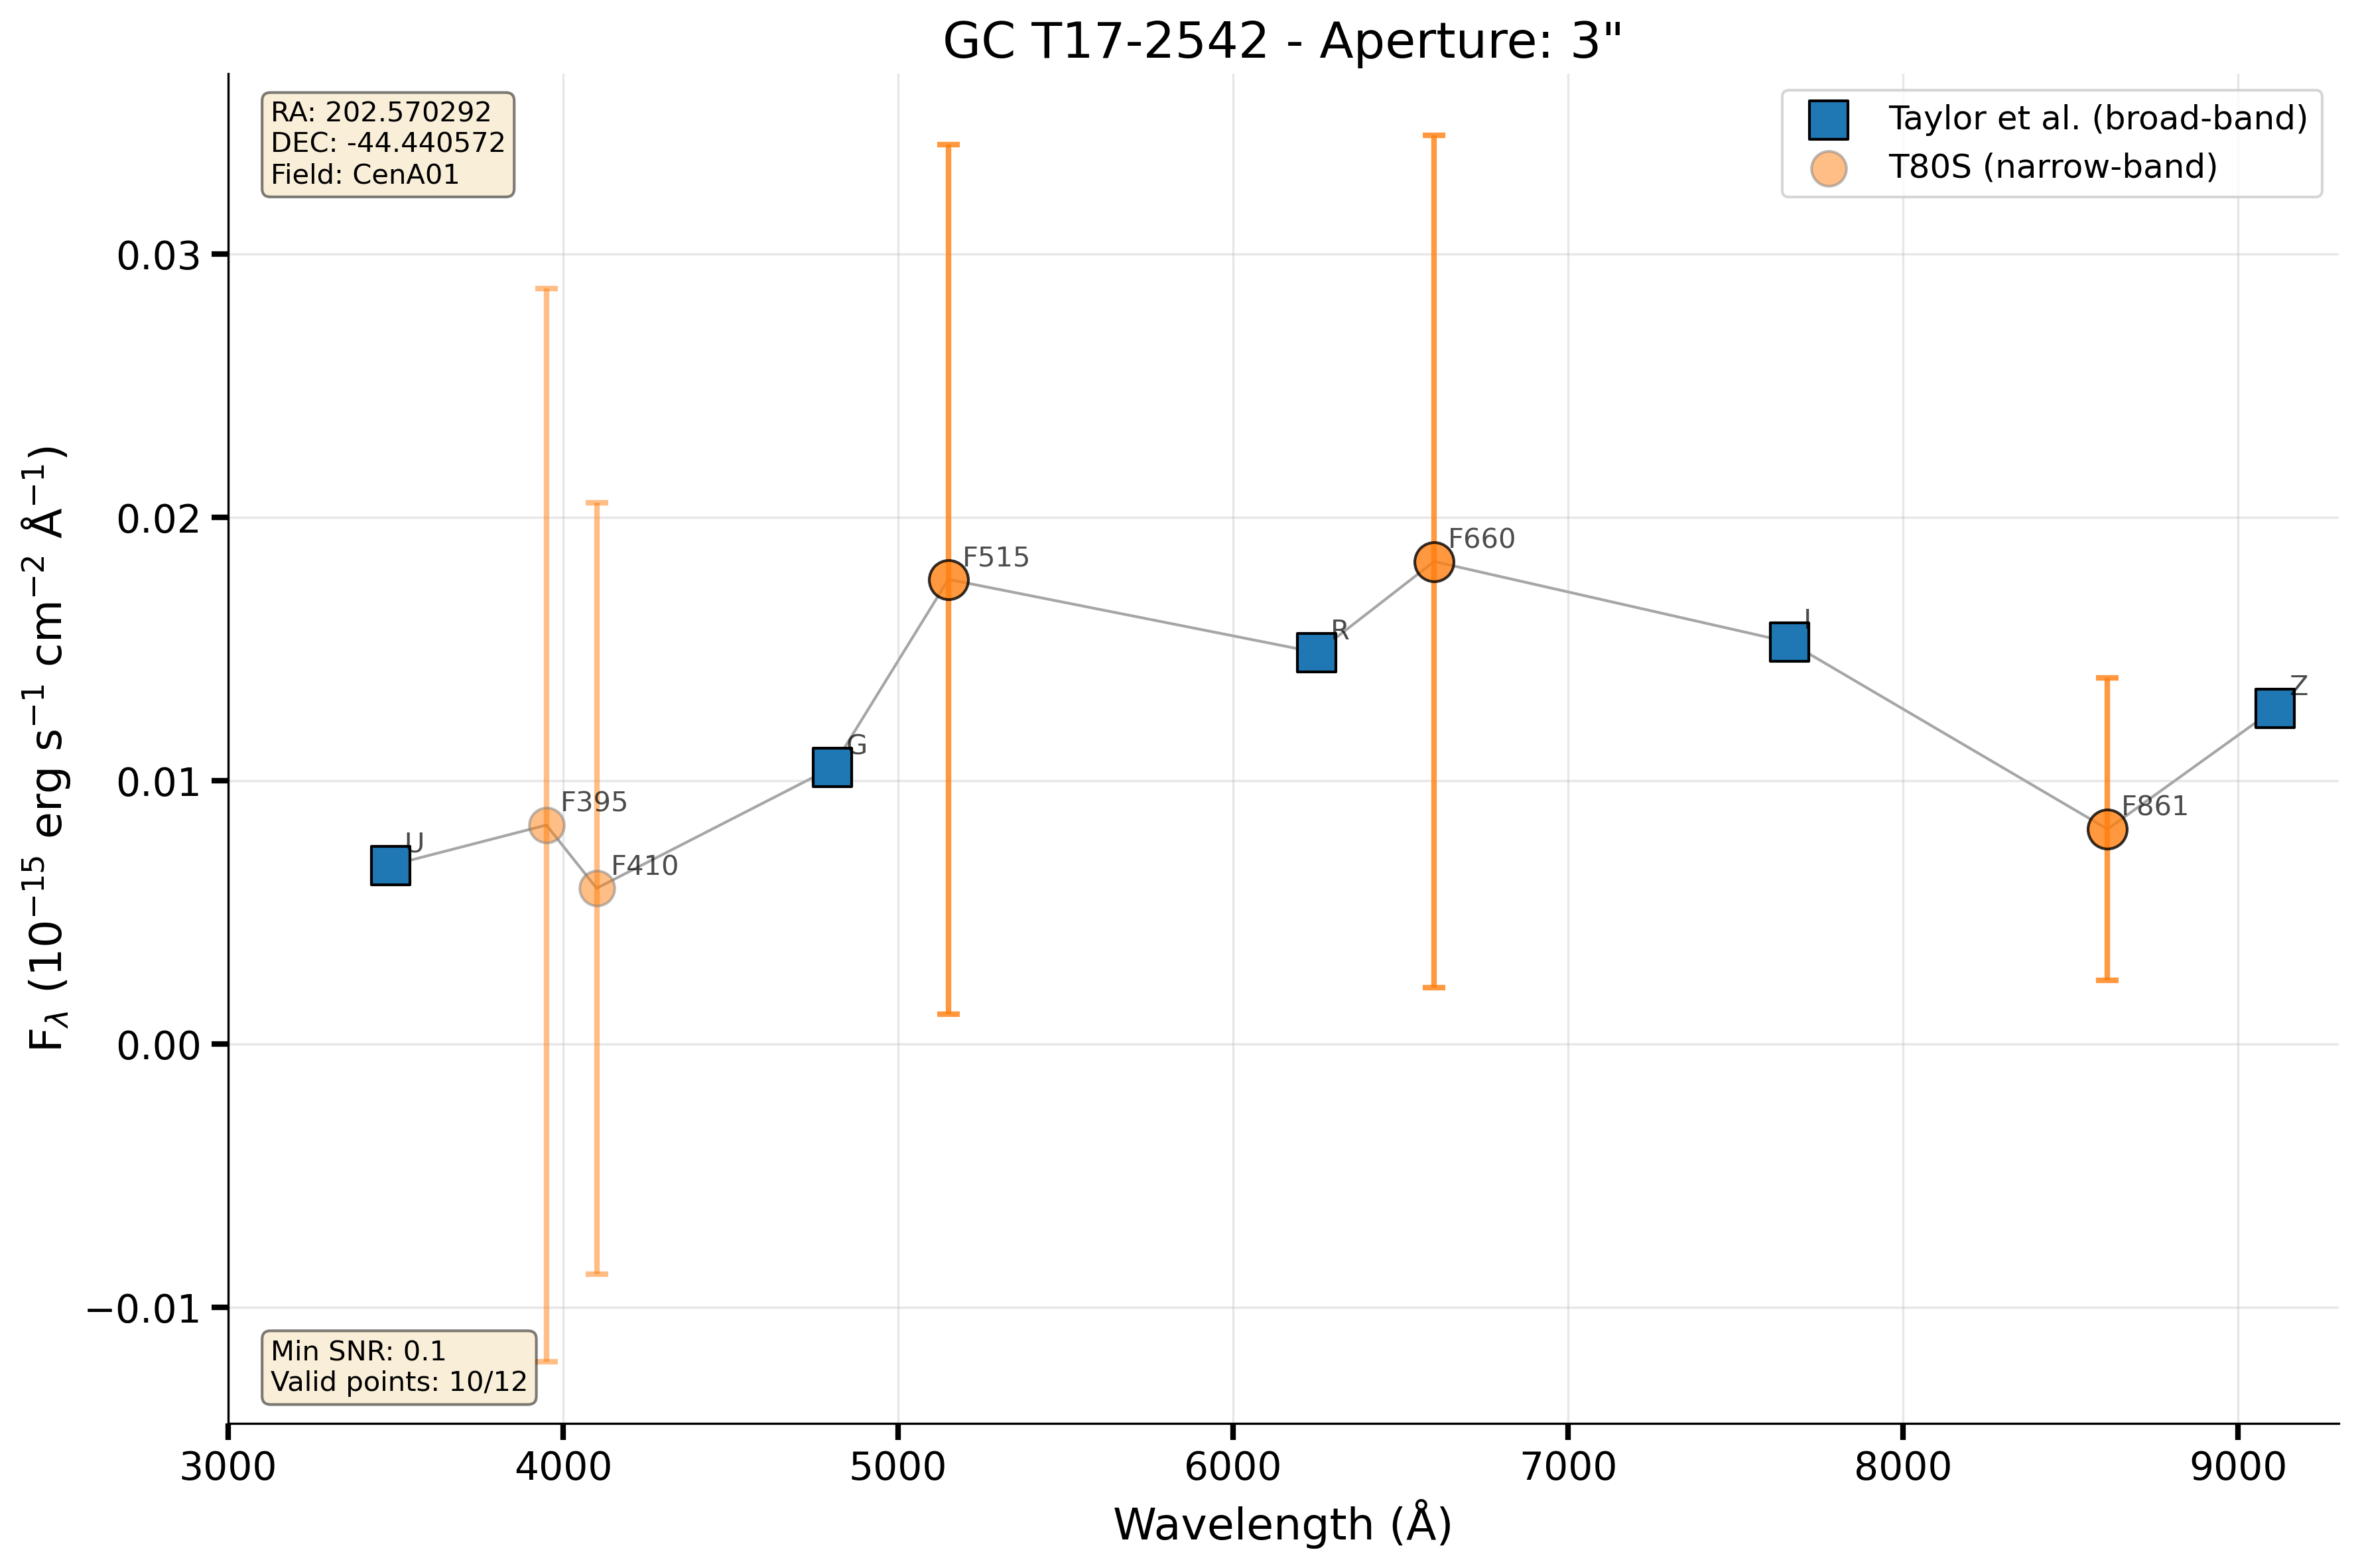 GC T17-2542 - Aperture: 3"
RA: 202.570292
DEC: -44.440572
Field: CenA01
Taylor et al. (broad-band)
T80S (narrow-band)
F_λ (10^−15 erg s^−1 cm^−2 Å^−1)
0.03
0.02
0.01
0.00
−0.01
U
F395
F410
G
F515
R
F660
I
F861
Z
Min SNR: 0.1
Valid points: 10/12
3000 4000 5000 6000 7000 8000 9000
Wavelength (Å)